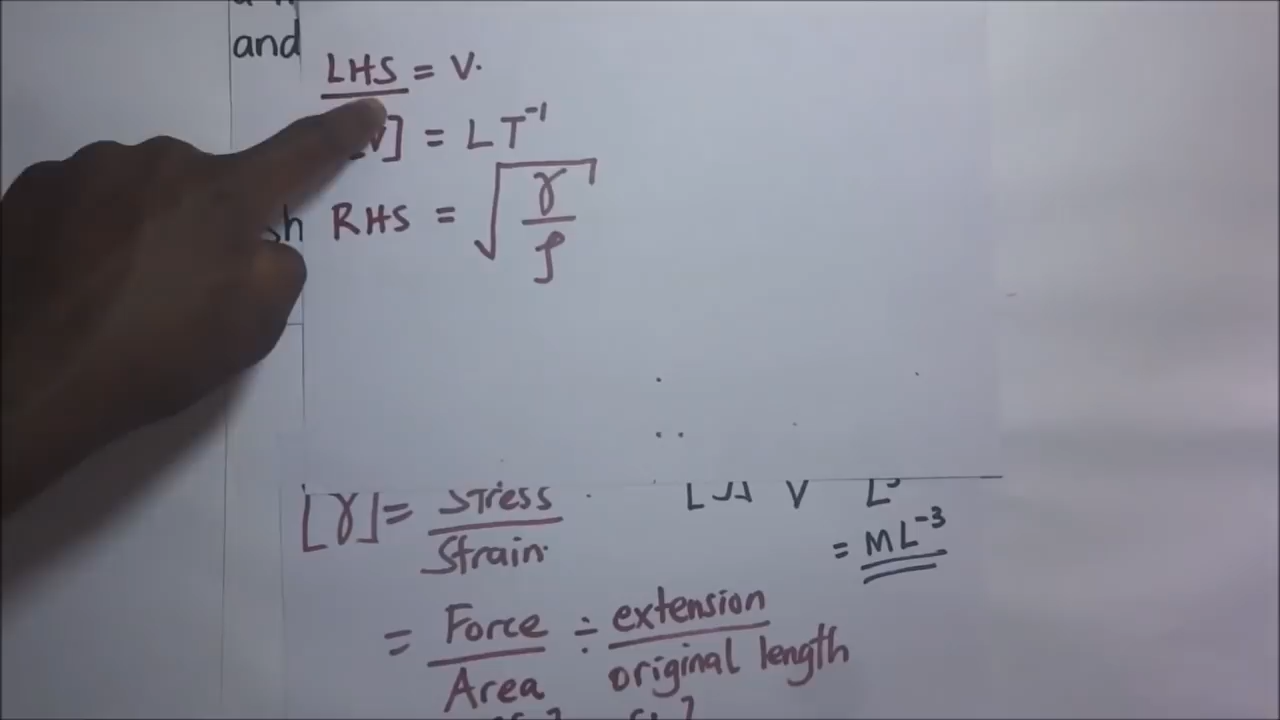 and
LHS = V.
[V] = LT⁻¹
RHS = √(γ/ρ)
[γ] = Stress / Strain.
= ML⁻³
= Force / Area ÷ extension / original length